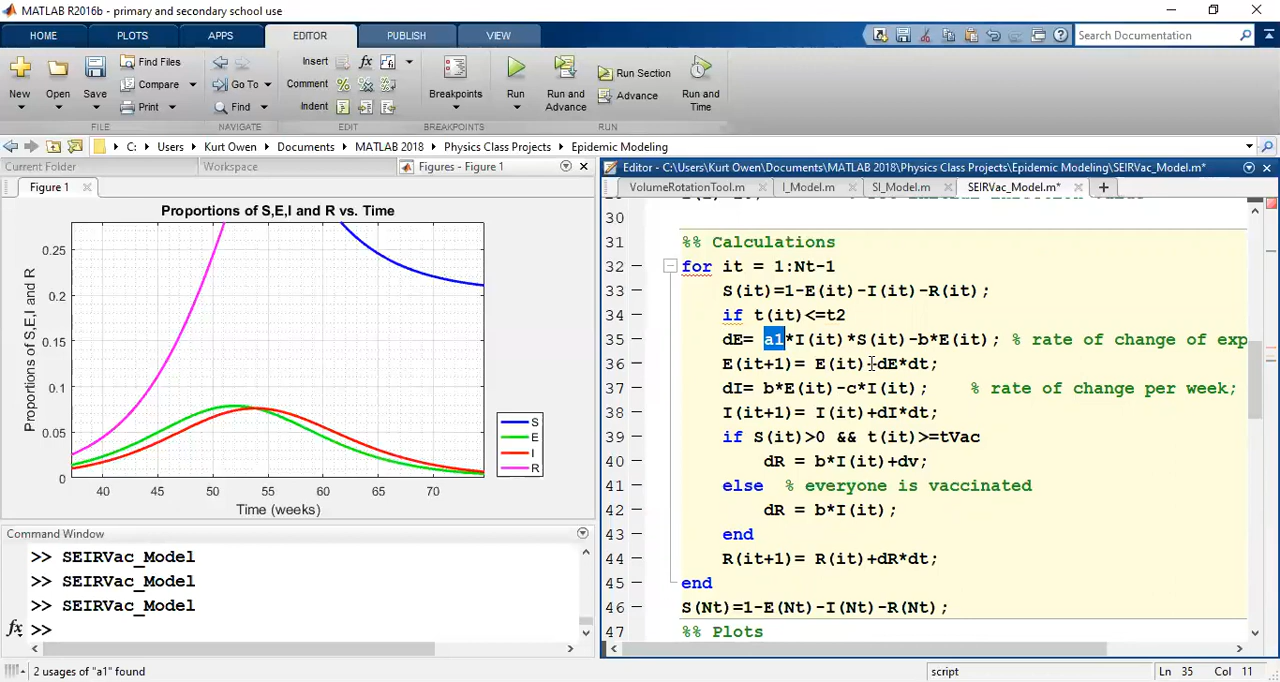 MATLAB R2016b - primary and secondary school use
HOME PLOTS APPS EDITOR PUBLISH VIEW Search Documentation
New Open Save Find Files Compare Print Go To Find Insert Comment Indent fx Breakpoints Run Run and Advance Run Section Advance Run and Time
FILE NAVIGATE EDIT BREAKPOINTS RUN
C: Users Kurt Owen Documents MATLAB 2018 Physics Class Projects Epidemic Modeling
Current Folder Workspace Figures - Figure 1
Figure 1
Proportions of S,E,I and R vs. Time
Proportions of S,E,I and R
0.25
0.2
0.15
0.1
0.05
0
40 45 50 55 60 65 70
Time (weeks)
S
E
I
R
Command Window
>> SEIRVac_Model
>> SEIRVac_Model
>> SEIRVac_Model
fx >>
Editor - C:\Users\Kurt Owen\Documents\MATLAB 2018\Physics Class Projects\Epidemic Modeling\SEIRVac_Model.m*
VolumeRotationTool.m I_Model.m SI_Model.m SEIRVac_Model.m* +
30
31 %% Calculations
32 for it = 1:Nt-1
33 S(it)=1-E(it)-I(it)-R(it);
34 if t(it)<=t2
35 dE= a1*I(it)*S(it)-b*E(it); % rate of change of exp
36 E(it+1)= E(it)+dE*dt;
37 dI= b*E(it)-c*I(it); % rate of change per week;
38 I(it+1)= I(it)+dI*dt;
39 if S(it)>0 && t(it)>=tVac
40 dR = b*I(it)+dv;
41 else % everyone is vaccinated
42 dR = b*I(it);
43 end
44 R(it+1)= R(it)+dR*dt;
45 end
46 S(Nt)=1-E(Nt)-I(Nt)-R(Nt);
47 %% Plots
2 usages of "a1" found script Ln 35 Col 11